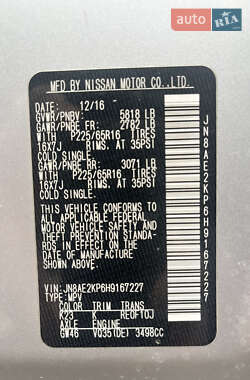 AUTO.RIA
MFD BY NISSAN MOTOR CO.,LTD.
DATE: 12/16
GVWR/PNBV: 5818 LB
GAWR/PNBE FR: 2782 LB
WITH P225/65R16 TIRES
16X7J RIMS. AT 35PSI
COLD SINGLE.
GAWR/PNBE RR: 3071 LB
WITH P225/65R16 TIRES
16X7J RIMS. AT 35PSI
COLD SINGLE.
THIS VEHICLE CONFORMS TO
ALL APPLICABLE FEDERAL
MOTOR VEHICLE SAFETY AND
THEFT PREVENTION STANDA-
RDS IN EFFECT ON THE
DATE OF MANUFACTURE
SHOWN ABOVE.
VIN:JN8AE2KP6H9167227
TYPE:MPV
COLOR TRIM TRANS
K23 K RE0F10J
AXLE ENGINE
GW46 VQ35(DE) 3498CC
JN8AE2KP6H9167227